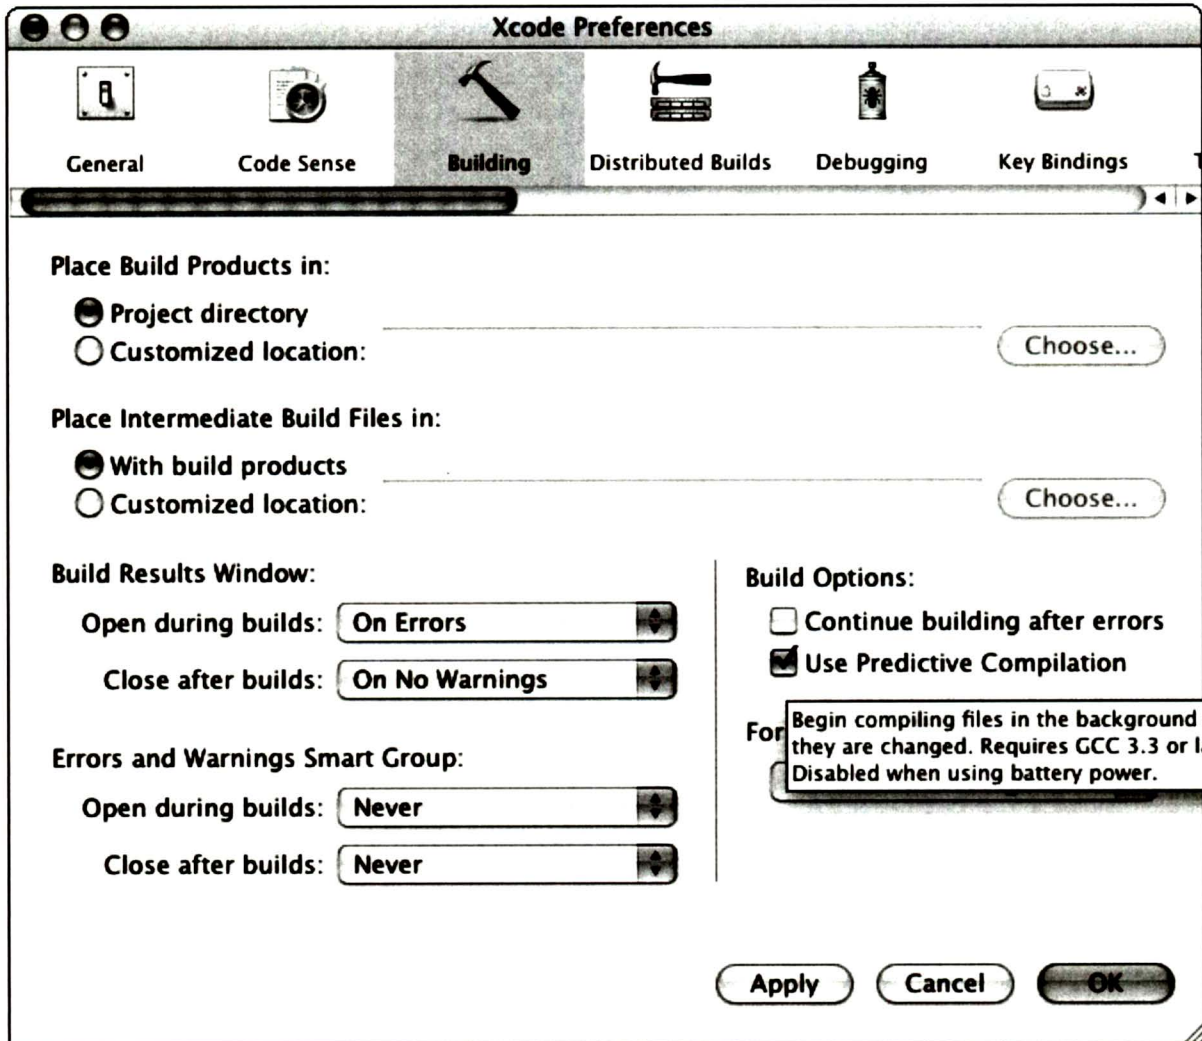 Xcode Preferences
General Code Sense Building Distributed Builds Debugging Key Bindings T
Place Build Products in:
Project directory
Customized location:
Choose...
Place Intermediate Build Files in:
With build products
Customized location:
Choose...
Build Results Window:
Open during builds: On Errors
Close after builds: On No Warnings
Errors and Warnings Smart Group:
Open during builds: Never
Close after builds: Never
Build Options:
Continue building after errors
Use Predictive Compilation
For
Begin compiling files in the background
they are changed. Requires GCC 3.3 or l
Disabled when using battery power.
Apply Cancel OK